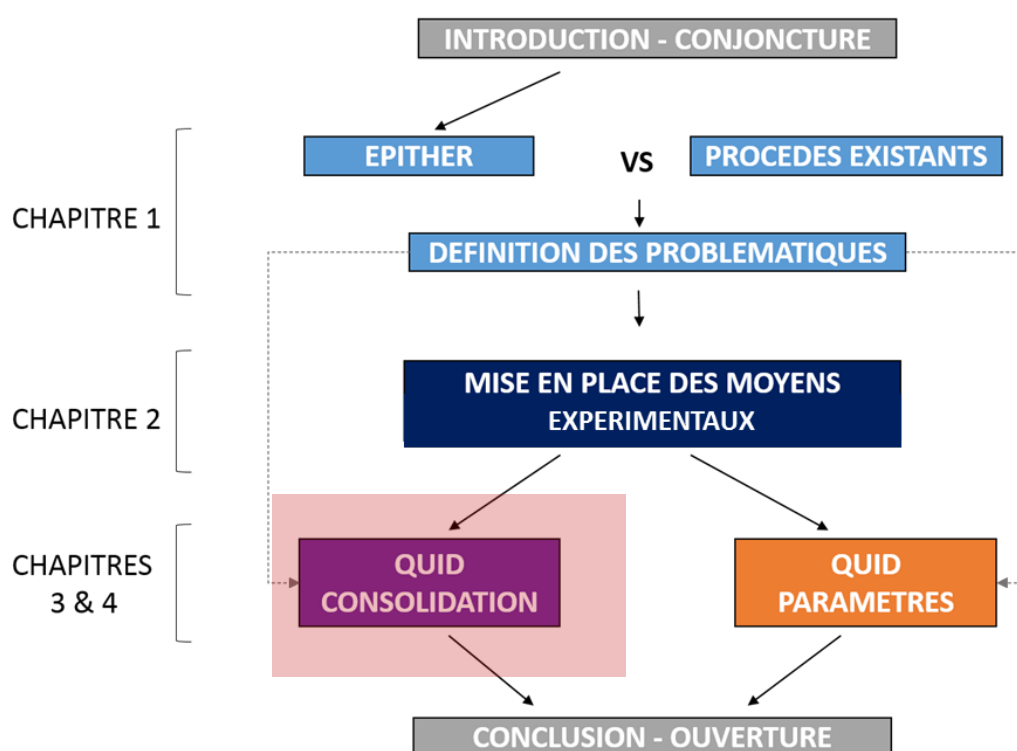 INTRODUCTION - CONJONCTURE
CHAPITRE 1
EPITHER
VS
PROCEDES EXISTANTS
DEFINITION DES PROBLEMATIQUES
CHAPITRE 2
MISE EN PLACE DES MOYENS
EXPERIMENTAUX
CHAPITRES
3 & 4
QUID
CONSOLIDATION
QUID
PARAMETRES
CONCLUSION - OUVERTURE